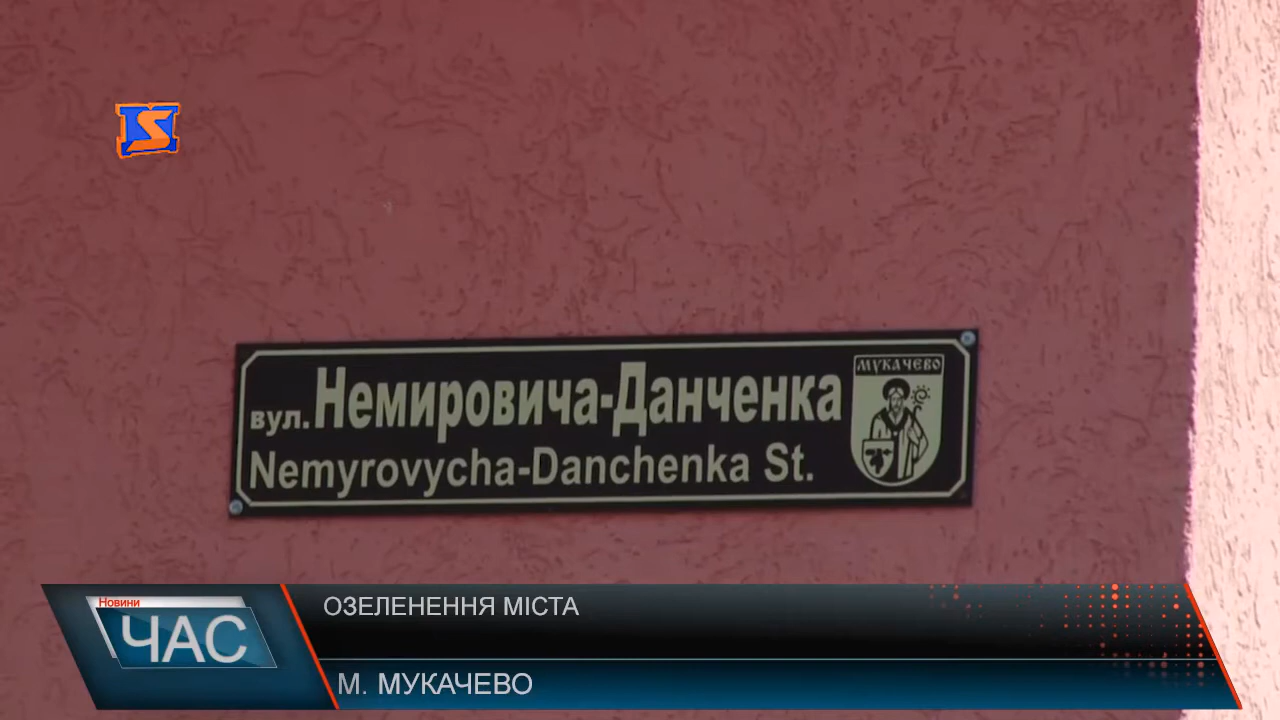 вул. Немировича-Данченка
Nemyrovycha-Danchenka St.
МУКАЧЕВО
Новини
ЧАС
ОЗЕЛЕНЕННЯ МІСТА
М. МУКАЧЕВО